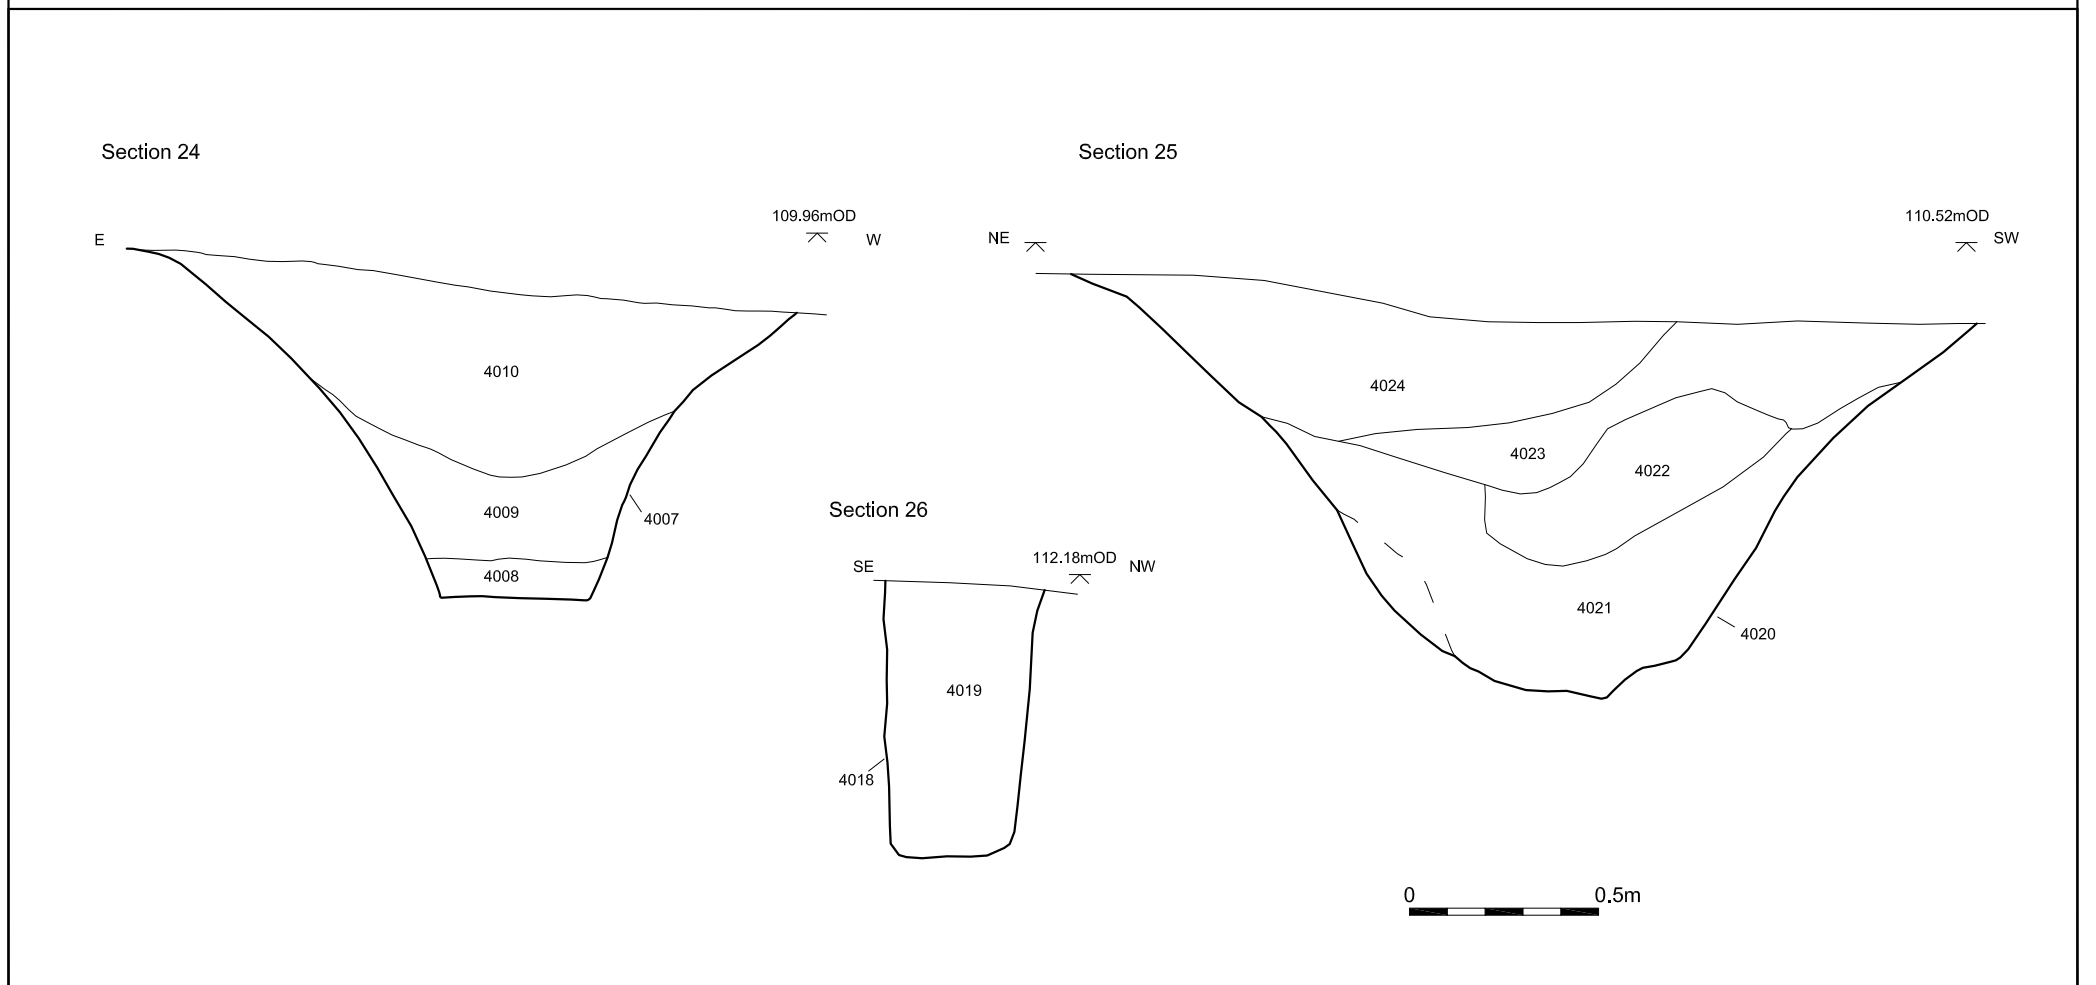 Section 24
Section 25
109.96mOD
110.52mOD
E
W
NE
SW
4010
4024
4023
4022
4009
4007
Section 26
112.18mOD
SE
NW
4008
4021
4020
4019
4018
0 0.5m